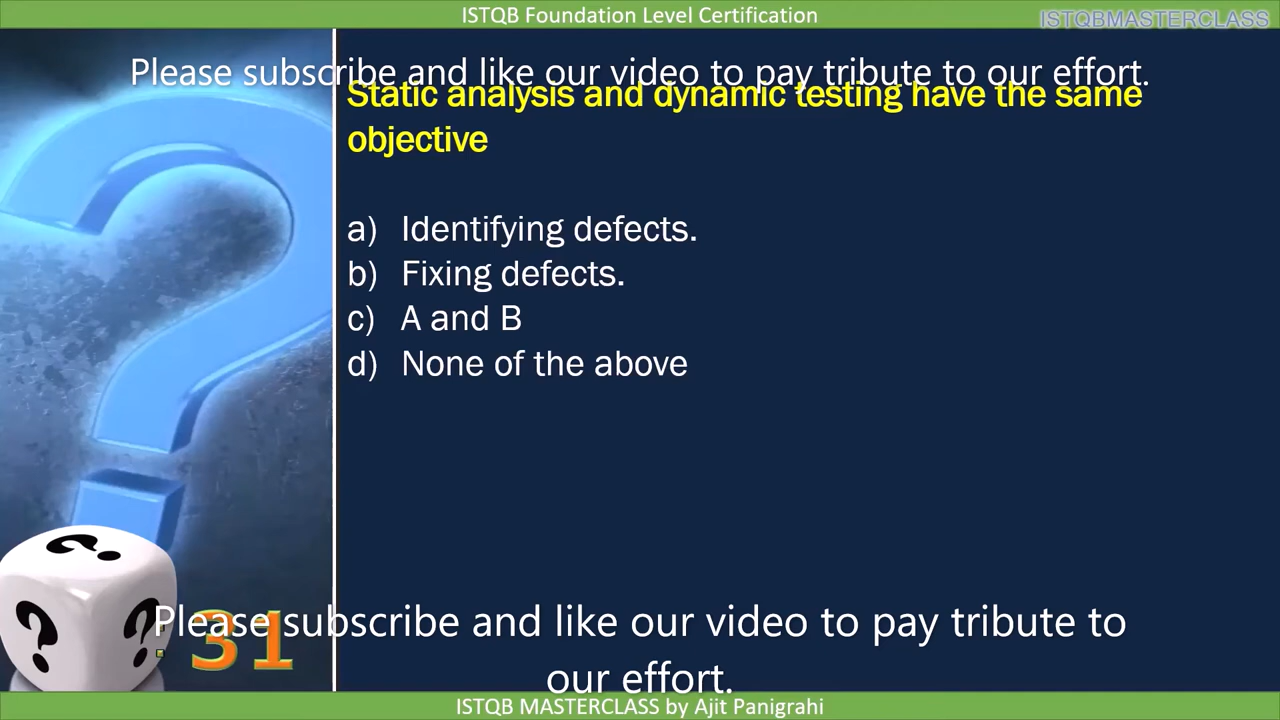 ISTQB Foundation Level Certification
ISTQBMASTERCLASS
Please subscribe and like our video to pay tribute to our effort.
Static analysis and dynamic testing have the same
objective
a) Identifying defects.
b) Fixing defects.
c) A and B
d) None of the above
31
Please subscribe and like our video to pay tribute to
our effort.
ISTQB MASTERCLASS by Ajit Panigrahi